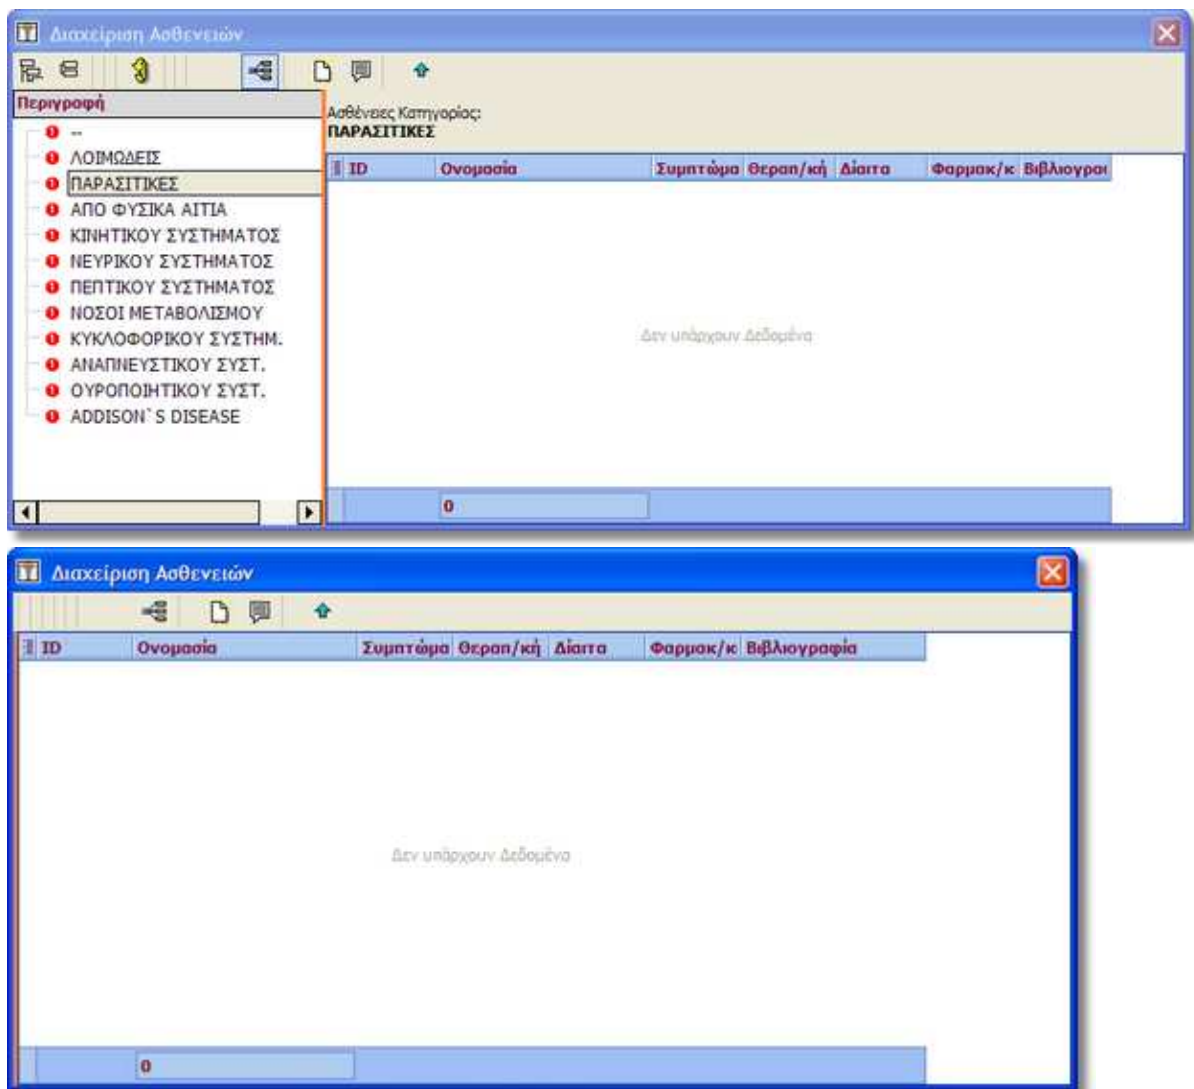 Διαχείριση Ασθενειών
Περιγραφή
--
ΛΟΙΜΩΔΕΙΣ
ΠΑΡΑΣΙΤΙΚΕΣ
ΑΠΟ ΦΥΣΙΚΑ ΑΙΤΙΑ
ΚΙΝΗΤΙΚΟΥ ΣΥΣΤΗΜΑΤΟΣ
ΝΕΥΡΙΚΟΥ ΣΥΣΤΗΜΑΤΟΣ
ΠΕΠΤΙΚΟΥ ΣΥΣΤΗΜΑΤΟΣ
ΝΟΣΟΙ ΜΕΤΑΒΟΛΙΣΜΟΥ
ΚΥΚΛΟΦΟΡΙΚΟΥ ΣΥΣΤΗΜ.
ΑΝΑΠΝΕΥΣΤΙΚΟΥ ΣΥΣΤ.
ΟΥΡΟΠΟΙΗΤΙΚΟΥ ΣΥΣΤ.
ADDISON`S DISEASE
Ασθένειες Κατηγορίας:
ΠΑΡΑΣΙΤΙΚΕΣ
ID Ονομασία Συμπτώμα Θεραπ/κή Δίαιτα Φαρμακ/κ Βιβλιογραι
Δεν υπάρχουν Δεδομένα
0
Διαχείριση Ασθενειών
ID Ονομασία Συμπτώμα Θεραπ/κή Δίαιτα Φαρμακ/κ Βιβλιογραφία
Δεν υπάρχουν Δεδομένα
0